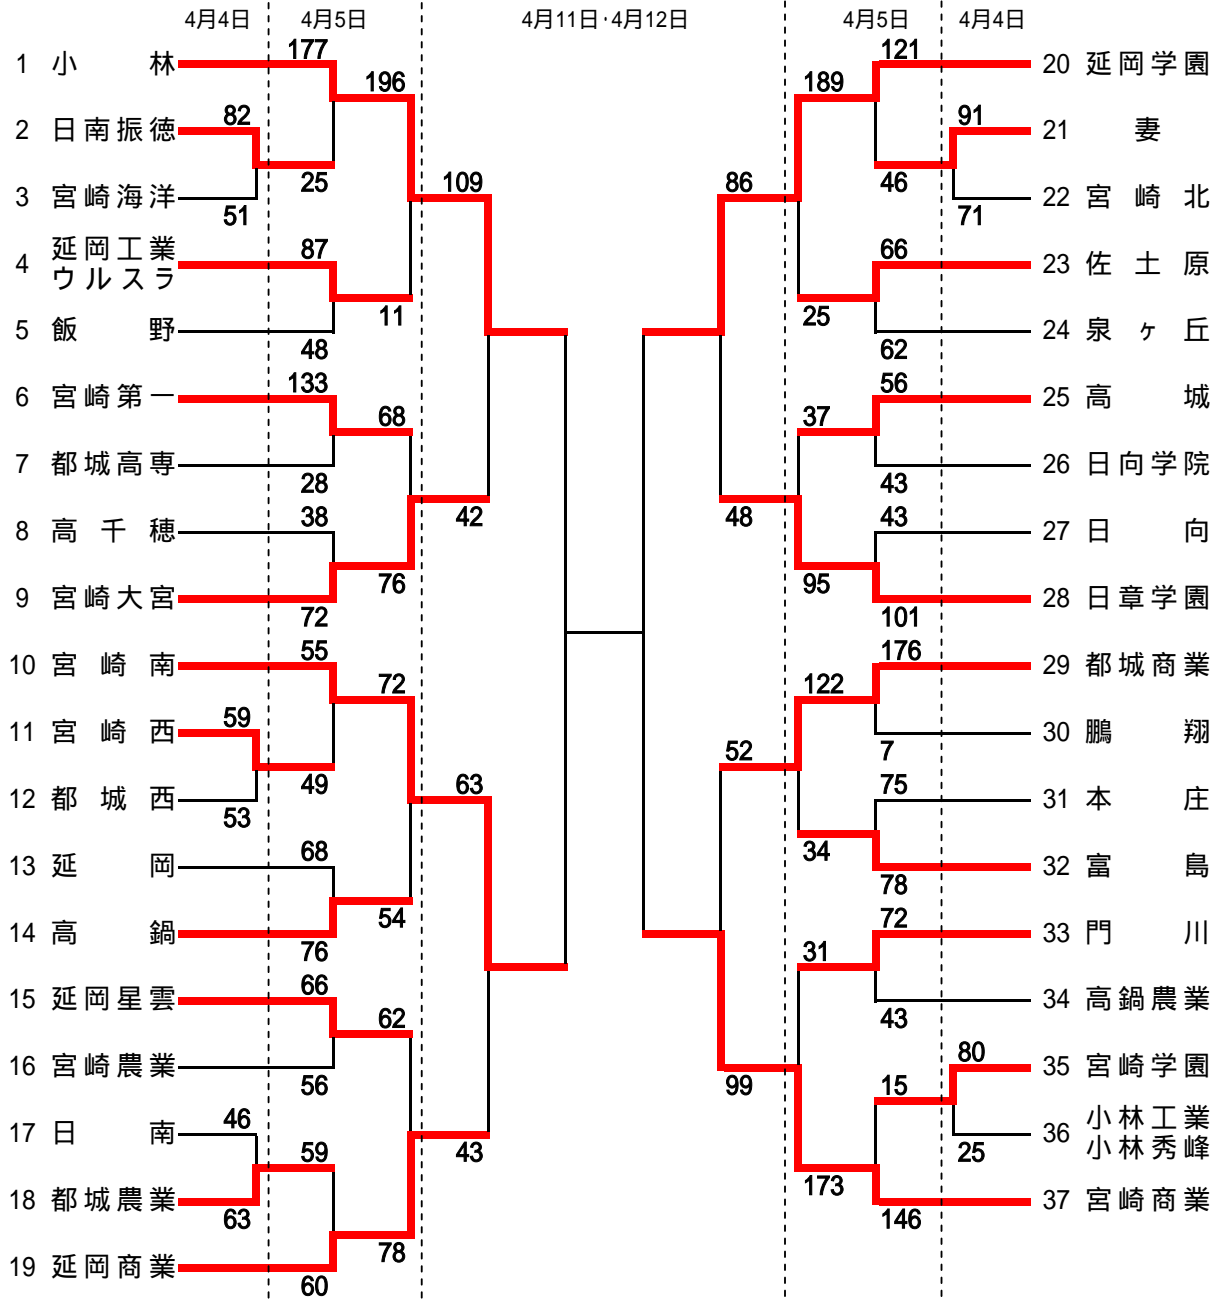 4月4日 4月5日 4月11日・4月12日 4月5日 4月4日
1 小林 177
196
2 日南振徳 82
25
3 宮崎海洋 51
109
4 延岡工業
ウルスラ 87
11
5 飯野 48
6 宮崎第一 133
68
7 都城高専 28
42
8 高千穂 38
76
9 宮崎大宮 72
10 宮崎南 55
72
11 宮崎西 59
49
12 都城西 53
63
13 延岡 68
54
14 高鍋 76
15 延岡星雲 66
62
16 宮崎農業 56
43
17 日南 46
59
18 都城農業 63
78
19 延岡商業 60
121 20 延岡学園
189
91 21 妻
46
71 22 宮崎北
86
66 23 佐土原
25
62 24 泉ヶ丘
56 25 高城
37
43 26 日向学院
48
43 27 日向
95
101 28 日章学園
176 29 都城商業
122
7 30 鵬翔
52
75 31 本庄
34
78 32 富島
72 33 門川
31
43 34 高鍋農業
99
80 35 宮崎学園
15
25 36 小林工業
小林秀峰
173
146 37 宮崎商業